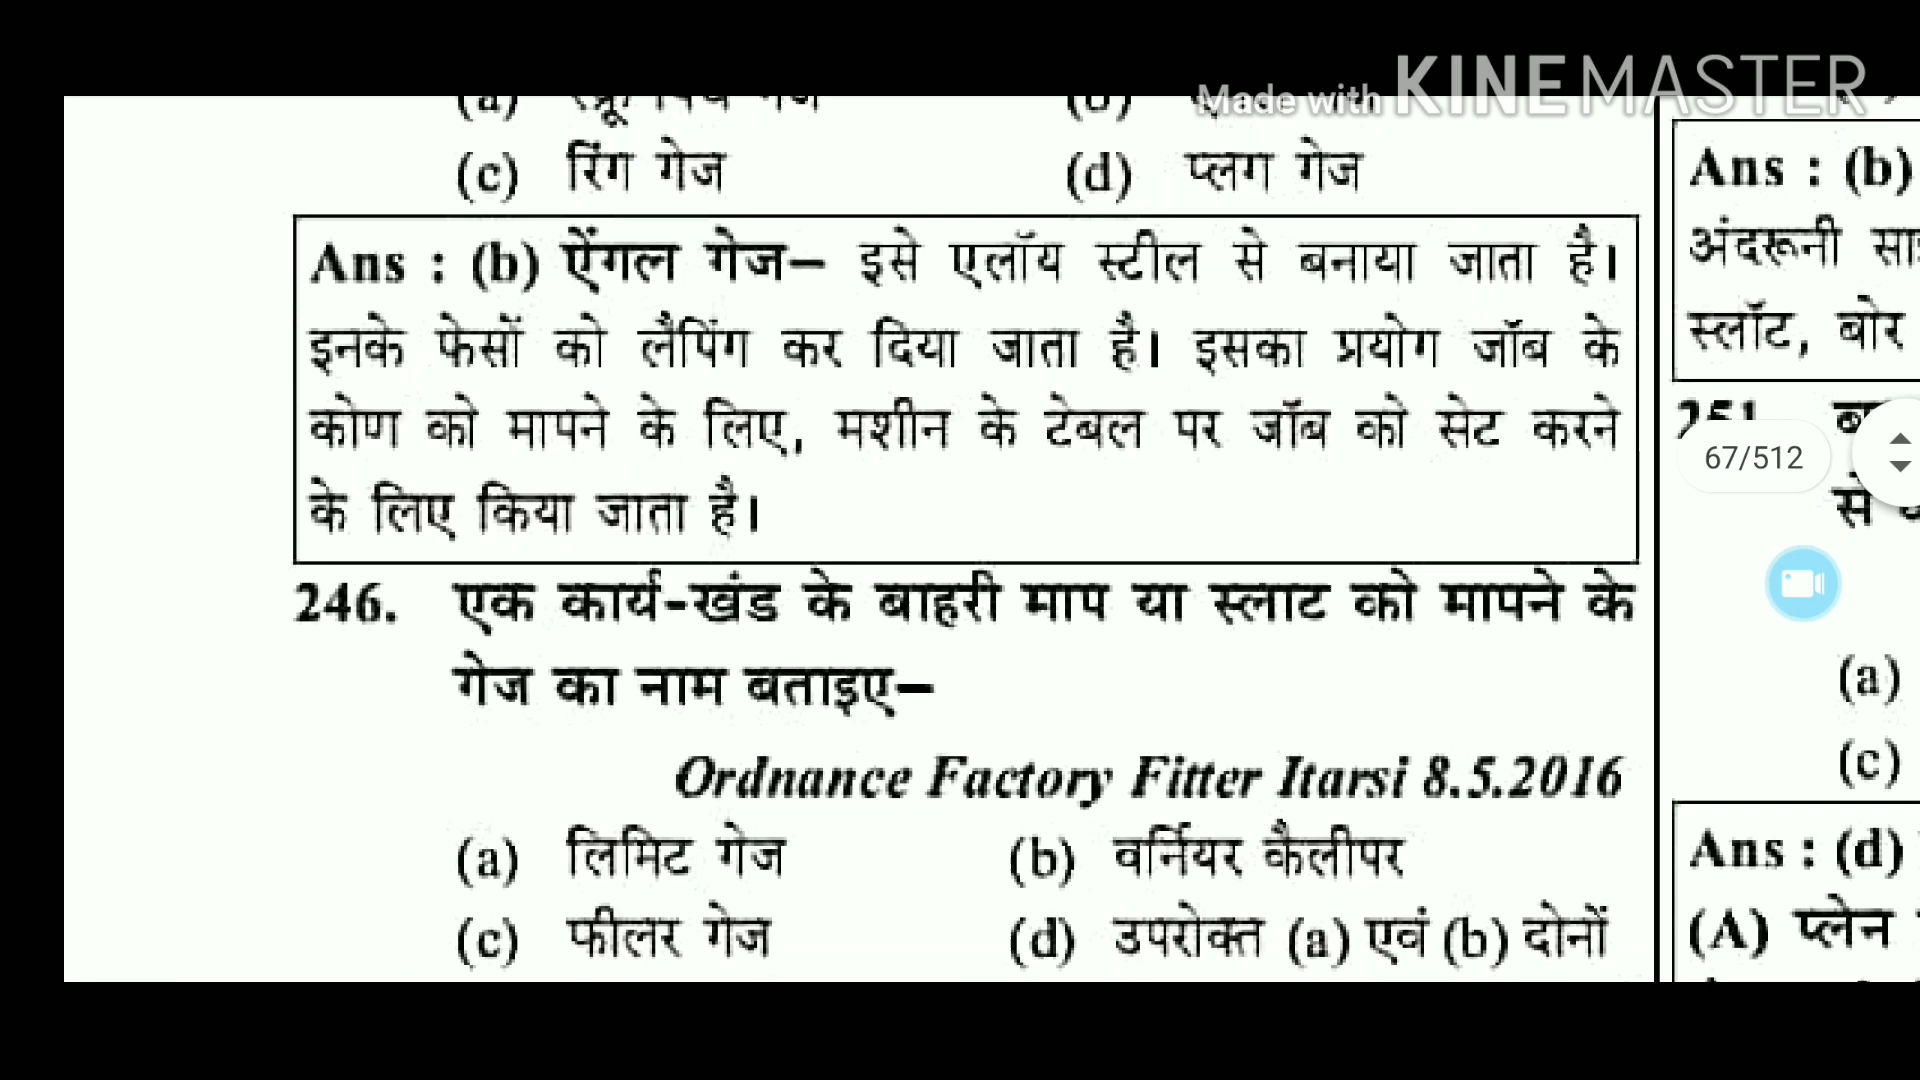 Made with KINEMASTER
(c) रिंग गेज (d) प्लग गेज
Ans : (b) ऐंगल गेज– इसे एलॉय स्टील से बनाया जाता है।
इनके फेसों को लैपिंग कर दिया जाता है। इसका प्रयोग जॉब के
कोण को मापने के लिए, मशीन के टेबल पर जॉब को सेट करने
के लिए किया जाता है।
246. एक कार्य-खंड के बाहरी माप या स्लाट को मापने के
गेज का नाम बताइए–
Ordnance Factory Fitter Itarsi 8.5.2016
(a) लिमिट गेज (b) वर्नियर कैलीपर
(c) फीलर गेज (d) उपरोक्त (a) एवं (b) दोनों
Ans : (b)
अंदरूनी
स्लॉट, बोर
67/512
से
(a)
(c)
Ans : (d)
(A) प्लेन